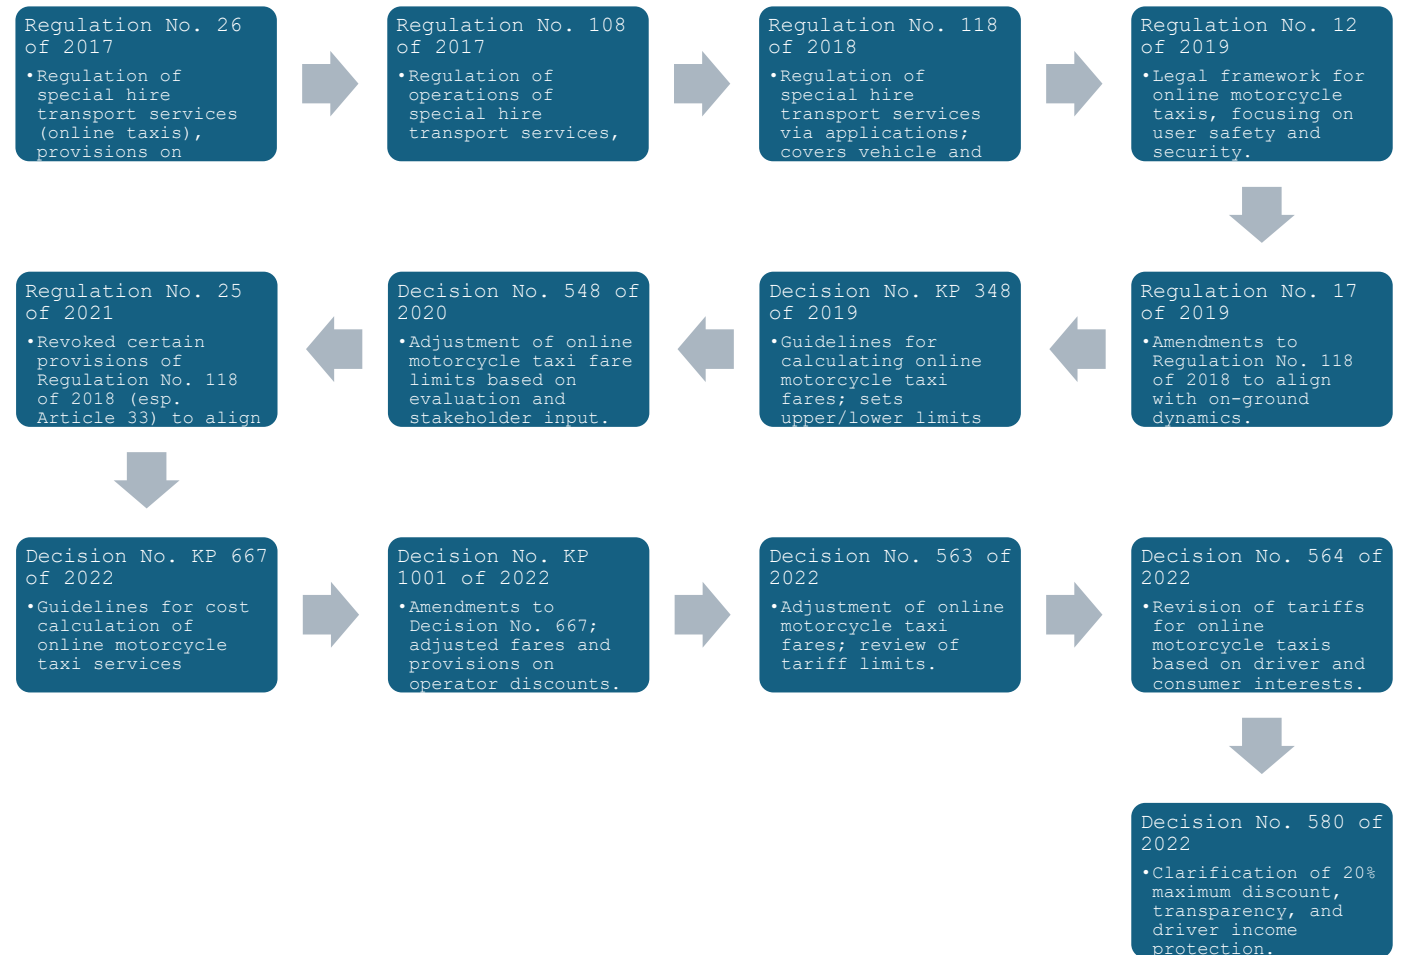 Regulation No. 26
of 2017
•Regulation of
special hire
transport services
(online taxis),
provisions on
Regulation No. 108
of 2017
•Regulation of
operations of
special hire
transport services,
Regulation No. 118
of 2018
•Regulation of
special hire
transport services
via applications;
covers vehicle and
Regulation No. 12
of 2019
•Legal framework for
online motorcycle
taxis, focusing on
user safety and
security.
Regulation No. 17
of 2019
•Amendments to
Regulation No. 118
of 2018 to align
with on-ground
dynamics.
Decision No. KP 348
of 2019
•Guidelines for
calculating online
motorcycle taxi
fares; sets
upper/lower limits
Decision No. 548 of
2020
•Adjustment of online
motorcycle taxi fare
limits based on
evaluation and
stakeholder input.
Regulation No. 25
of 2021
•Revoked certain
provisions of
Regulation No. 118
of 2018 (esp.
Article 33) to align
Decision No. KP 667
of 2022
•Guidelines for cost
calculation of
online motorcycle
taxi services
Decision No. KP
1001 of 2022
•Amendments to
Decision No. 667;
adjusted fares and
provisions on
operator discounts.
Decision No. 563 of
2022
•Adjustment of online
motorcycle taxi
fares; review of
tariff limits.
Decision No. 564 of
2022
•Revision of tariffs
for online
motorcycle taxis
based on driver and
consumer interests.
Decision No. 580 of
2022
•Clarification of 20%
maximum discount,
transparency, and
driver income
protection.